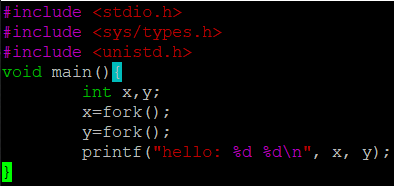 #include <stdio.h>
#include <sys/types.h>
#include <unistd.h>
void main(){
        int x,y;
        x=fork();
        y=fork();
        printf("hello: %d %d\n", x, y);
}